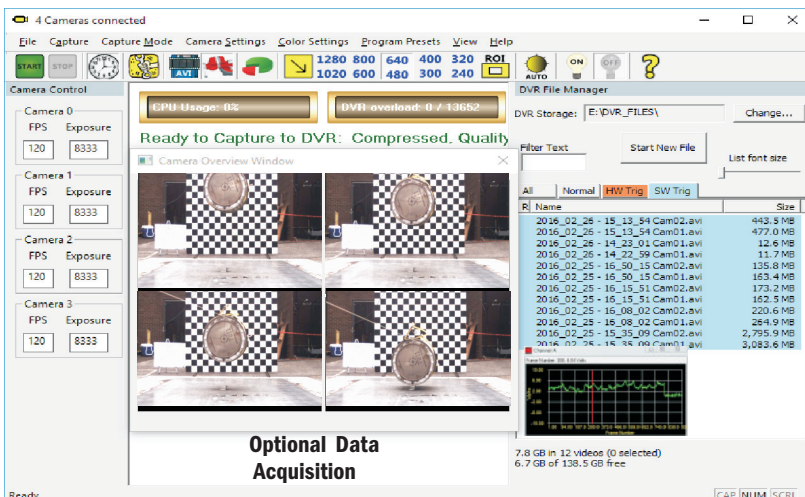 4 Cameras connected
File Capture Capture Mode Camera Settings Color Settings Program Presets View Help
START STOP AVI 1280 800 640 400 320 ROI AUTO ON OFF ?
1020 600 480 300 240
Camera Control
Camera 0
FPS Exposure
120 8333
Camera 1
FPS Exposure
120 8333
Camera 2
FPS Exposure
120 8333
Camera 3
FPS Exposure
120 8333
CPU Usage: 0% DVR overload: 0 / 13652
Ready to Capture to DVR: Compressed, Quality
Camera Overview Window
Optional Data
Acquisition
DVR File Manager
DVR Storage: E:\DVR_FILES\ Change...
Filter Text Start New File List font size
All Normal HW Trig SW Trig
R Name Size
2016_02_26 - 15_13_54 Cam02.avi 443.5 MB
2016_02_26 - 15_13_54 Cam01.avi 477.0 MB
2016_02_26 - 14_23_01 Cam02.avi 12.6 MB
2016_02_26 - 14_22_59 Cam01.avi 11.7 MB
2016_02_25 - 16_50_15 Cam02.avi 135.8 MB
2016_02_25 - 16_50_15 Cam01.avi 163.4 MB
2016_02_25 - 16_15_51 Cam02.avi 173.2 MB
2016_02_25 - 16_15_51 Cam01.avi 162.5 MB
2016_02_25 - 16_08_02 Cam02.avi 220.6 MB
2016_02_25 - 16_08_02 Cam01.avi 264.9 MB
2016_02_25 - 15_35_09 Cam02.avi 2,795.9 MB
2016_02_25 - 15_35_09 Cam01.avi 3,083.6 MB
Frame Number
7.8 GB in 12 videos (0 selected)
6.7 GB of 138.5 GB free
Ready CAP NUM SCRL